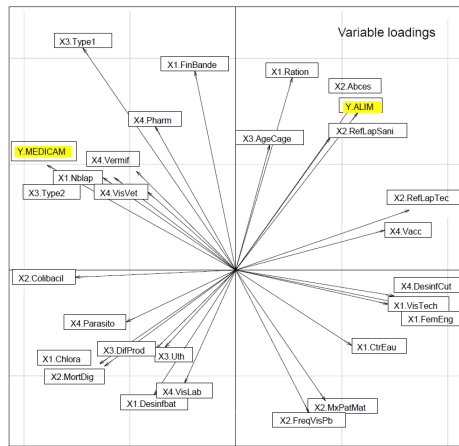 Variable loadings
X3.Type1
X1.FinBande
X1.Ration
X2.Abces
Y.ALIM
X4.Pharm
X2.RefLapSani
X3.AgeCage
Y.MEDICAM
X4.Vermif
X1.Nblap
X3.Type2
X4.VisVet
X2.RefLapTec
X4.Vacc
X2.Colibacil
X4.DesinfCut
X1.VisTech
X1.FemEng
X4.Parasito
X1.CtrEau
X3.DifProd
X3.Uth
X1.Chlora
X2.MortDig
X4.VisLab
X1.Desinfbat
X2.MxPatMat
X2.FreqVisPb